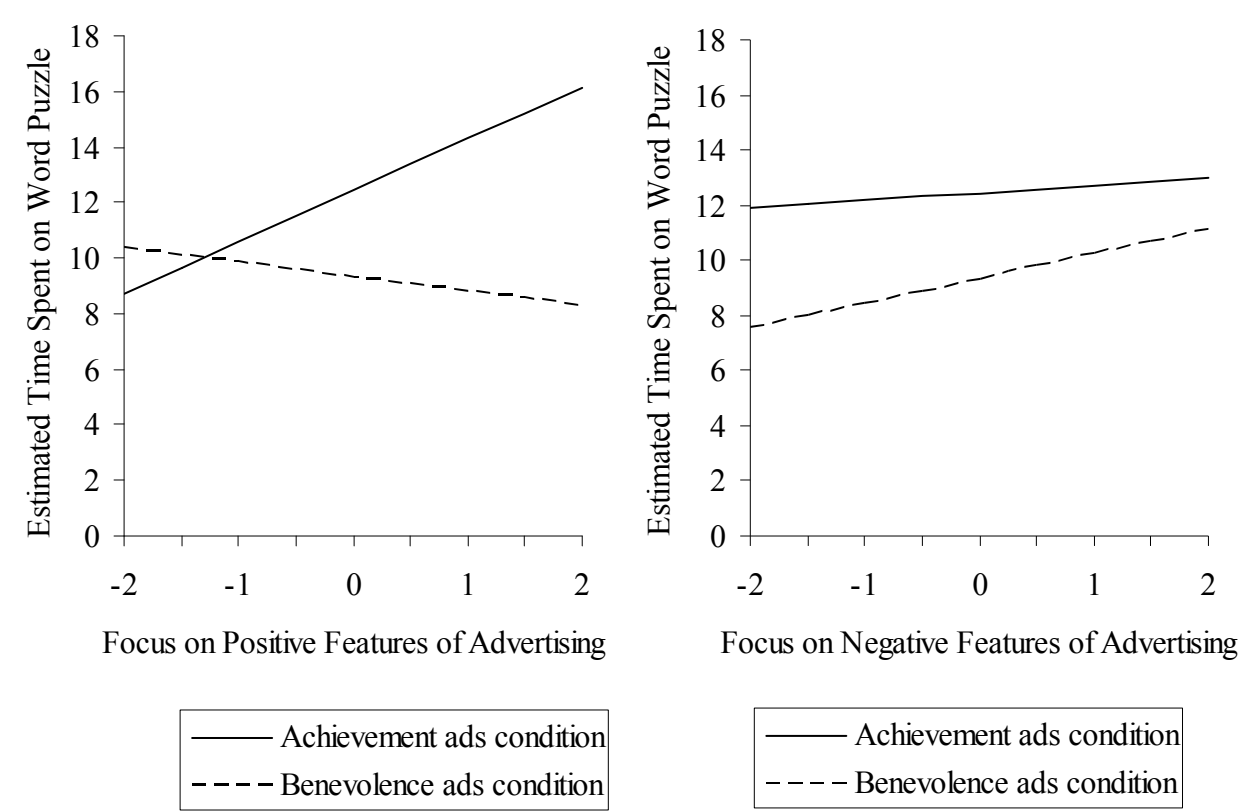 Estimated Time Spent on Word Puzzle
18
16
14
12
10
8
6
4
2
0
-2 -1 0 1 2
Focus on Positive Features of Advertising
Achievement ads condition
Benevolence ads condition
Estimated Time Spent on Word Puzzle
18
16
14
12
10
8
6
4
2
0
-2 -1 0 1 2
Focus on Negative Features of Advertising
Achievement ads condition
Benevolence ads condition